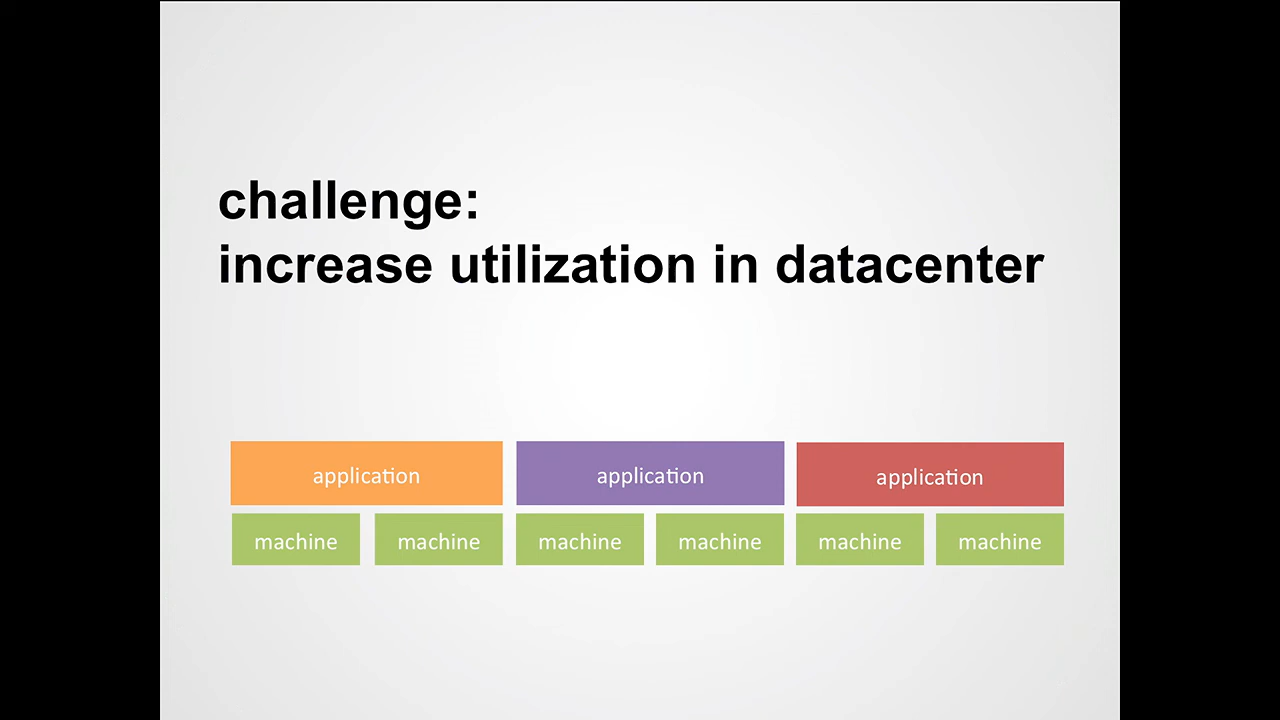 challenge:
increase utilization in datacenter
application application application
machine machine machine machine machine machine